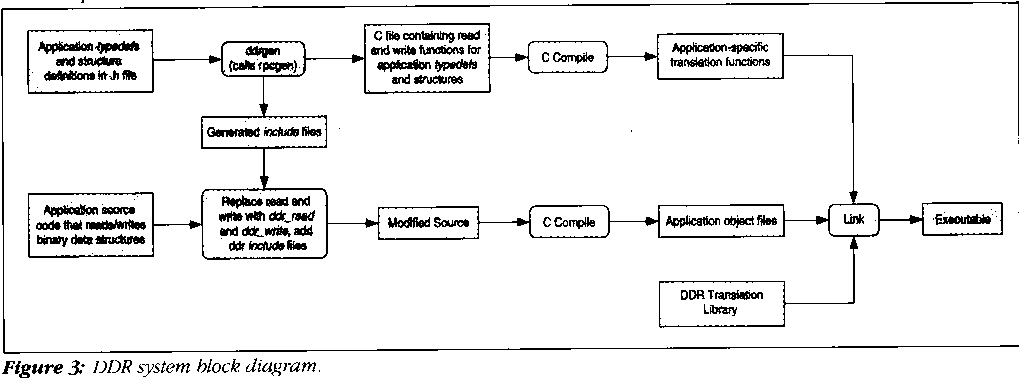 Application typedefs
and structure
definitions in .h file
ddrgen
(calls rpcgen)
C file containing read
and write functions for
application typedefs
and structures
C Compile
Application-specific
translation functions
Generated include files
Application source
code that reads/writes
binary data structures
Replace read and
write with ddr_read
and ddr_write, add
ddr include files
Modified Source
C Compile
Application object files
Link
Executable
DDR Translation
Library
Figure 3: DDR system block diagram.